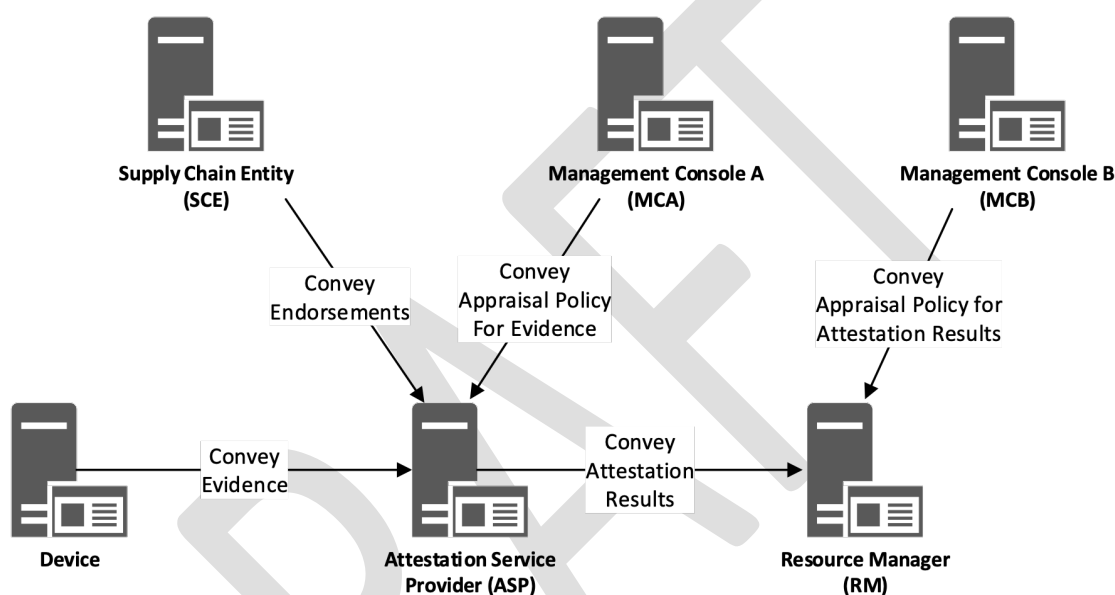 Supply Chain Entity
(SCE)
Management Console A
(MCA)
Management Console B
(MCB)
Convey
Endorsements
Convey
Appraisal Policy
For Evidence
Convey
Appraisal Policy for
Attestation Results
Convey
Evidence
Convey
Attestation
Results
Device
Attestation Service
Provider (ASP)
Resource Manager
(RM)